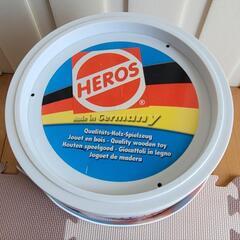 HEROS
®
Made in Germany
Qualitäts-Holz-Spielzeug
Jouet en bois - Quality wooden toy
Houten speelgoed - Giocattoli in legno
Juguete de madera